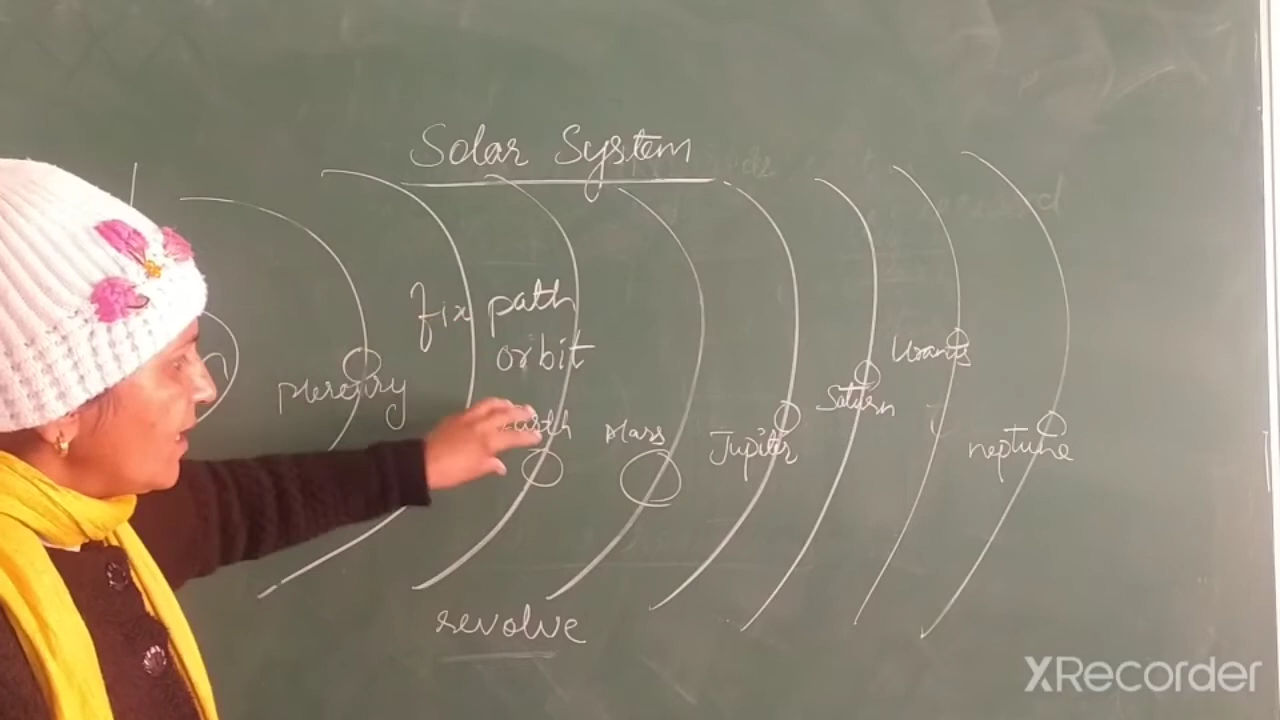 Solar System
fix path
orbit
Uranus
Mercury
Saturn
Earth
Mars
Jupiter
neptune
revolve
XRecorder